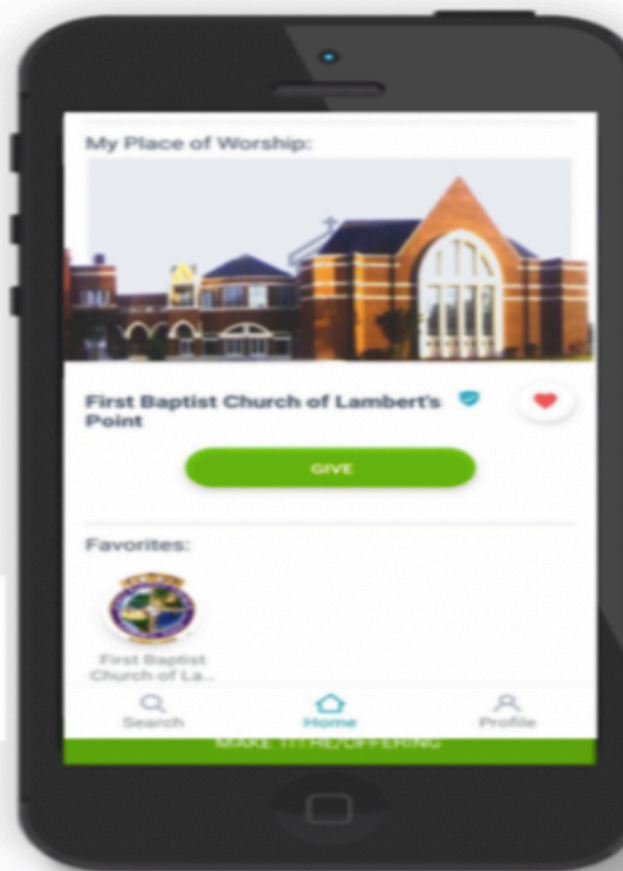 My Place of Worship:
First Baptist Church of Lambert's
Point
GIVE
Favorites:
First Baptist
Church of La...
Search Home Profile
MAKE TITHE/OFFERING